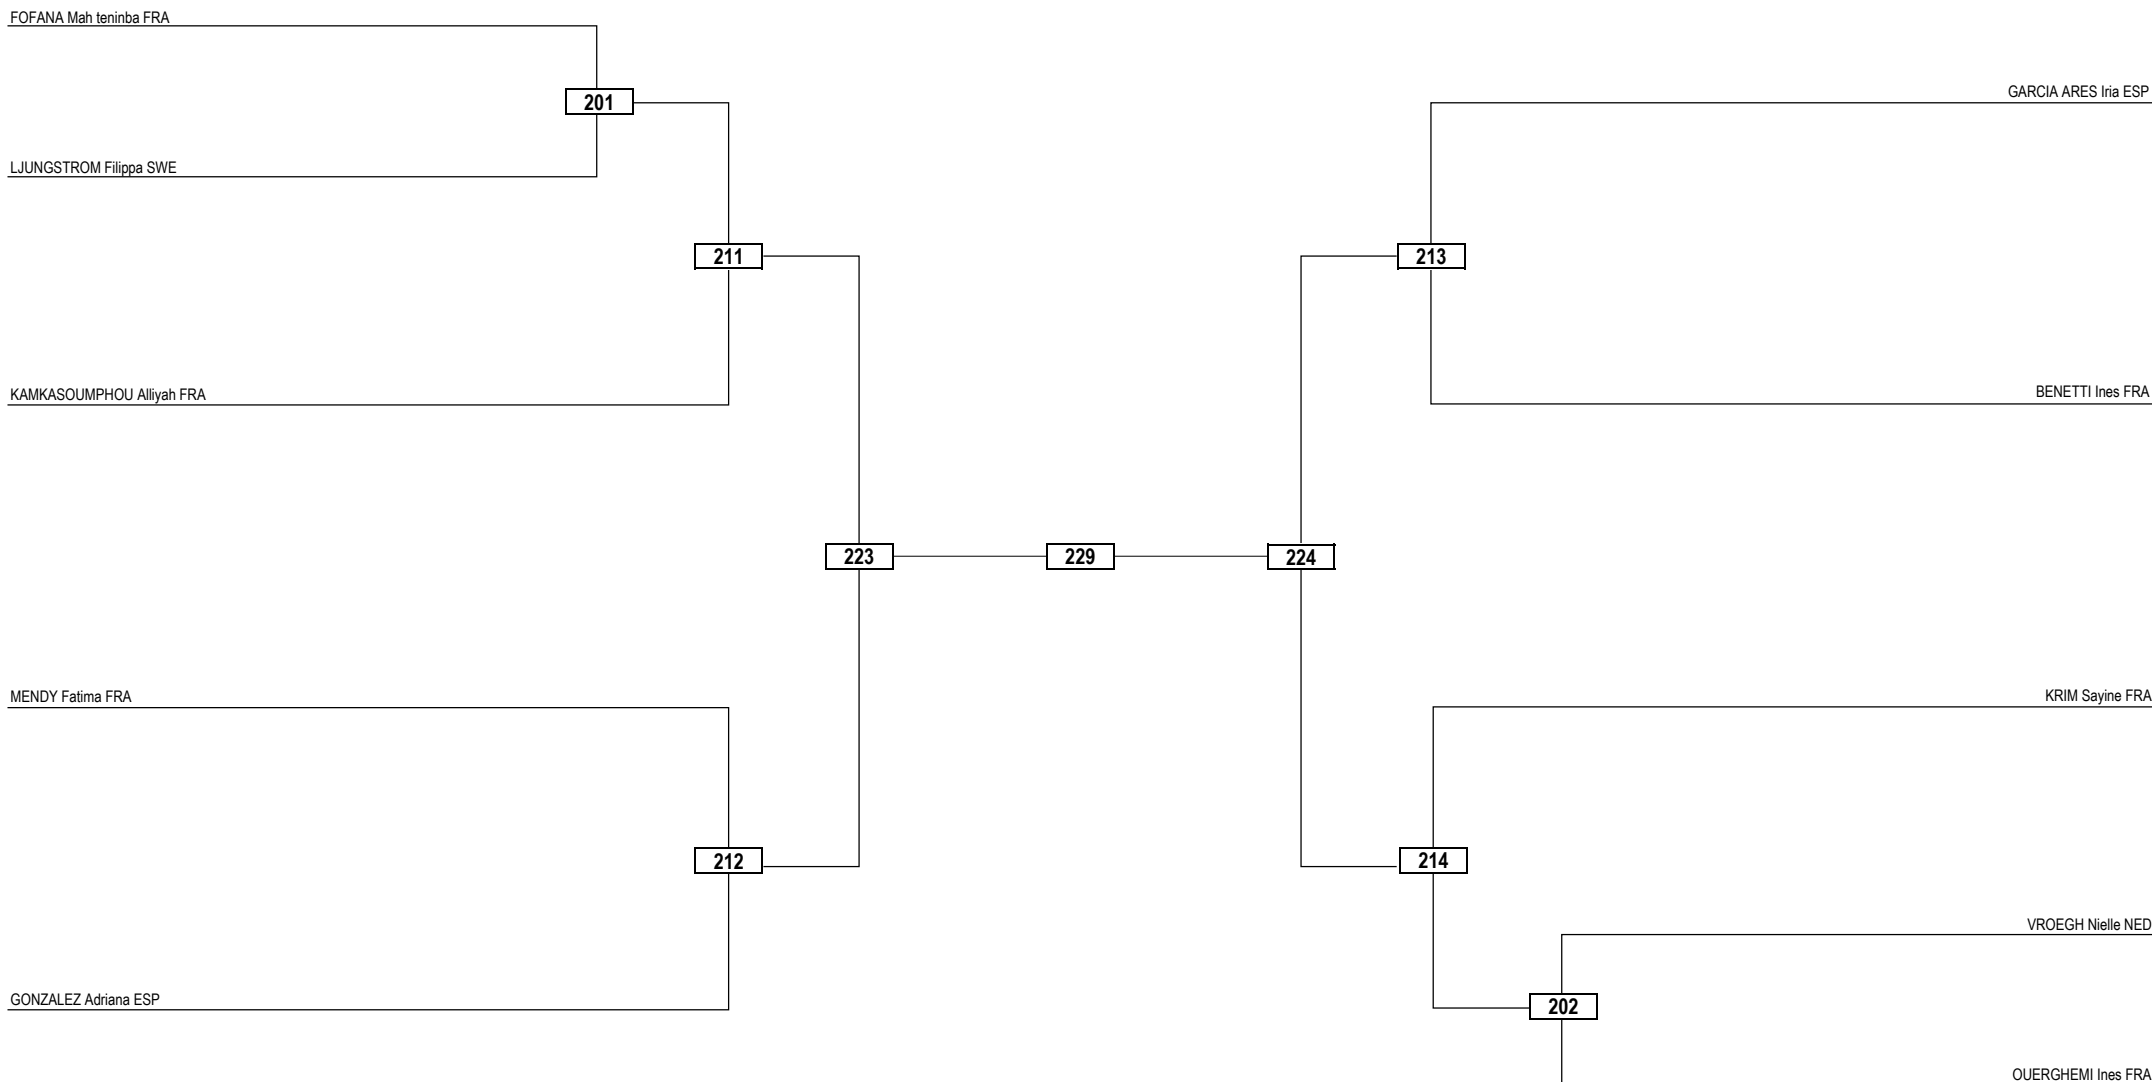 FOFANA Mah teninba FRA
201
GARCIA ARES Iria ESP
LJUNGSTROM Filippa SWE
211
213
KAMKASOUMPHOU Alliyah FRA
BENETTI Ines FRA
223
229
224
MENDY Fatima FRA
KRIM Sayine FRA
212
214
VROEGH Nielle NED
GONZALEZ Adriana ESP
202
OUERGHEMI Ines FRA